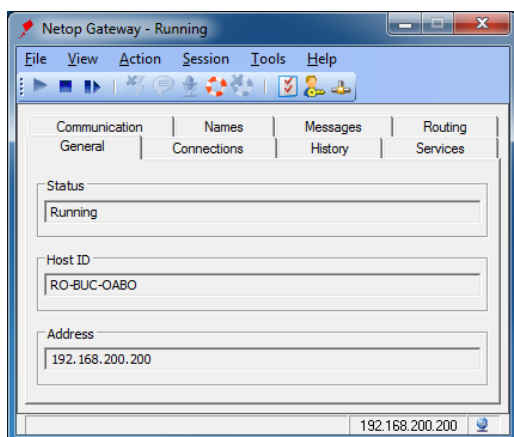 Netop Gateway - Running
File View Action Session Tools Help
Communication Names Messages Routing
General Connections History Services
Status
Running
Host ID
RO-BUC-OABO
Address
192.168.200.200
192.168.200.200